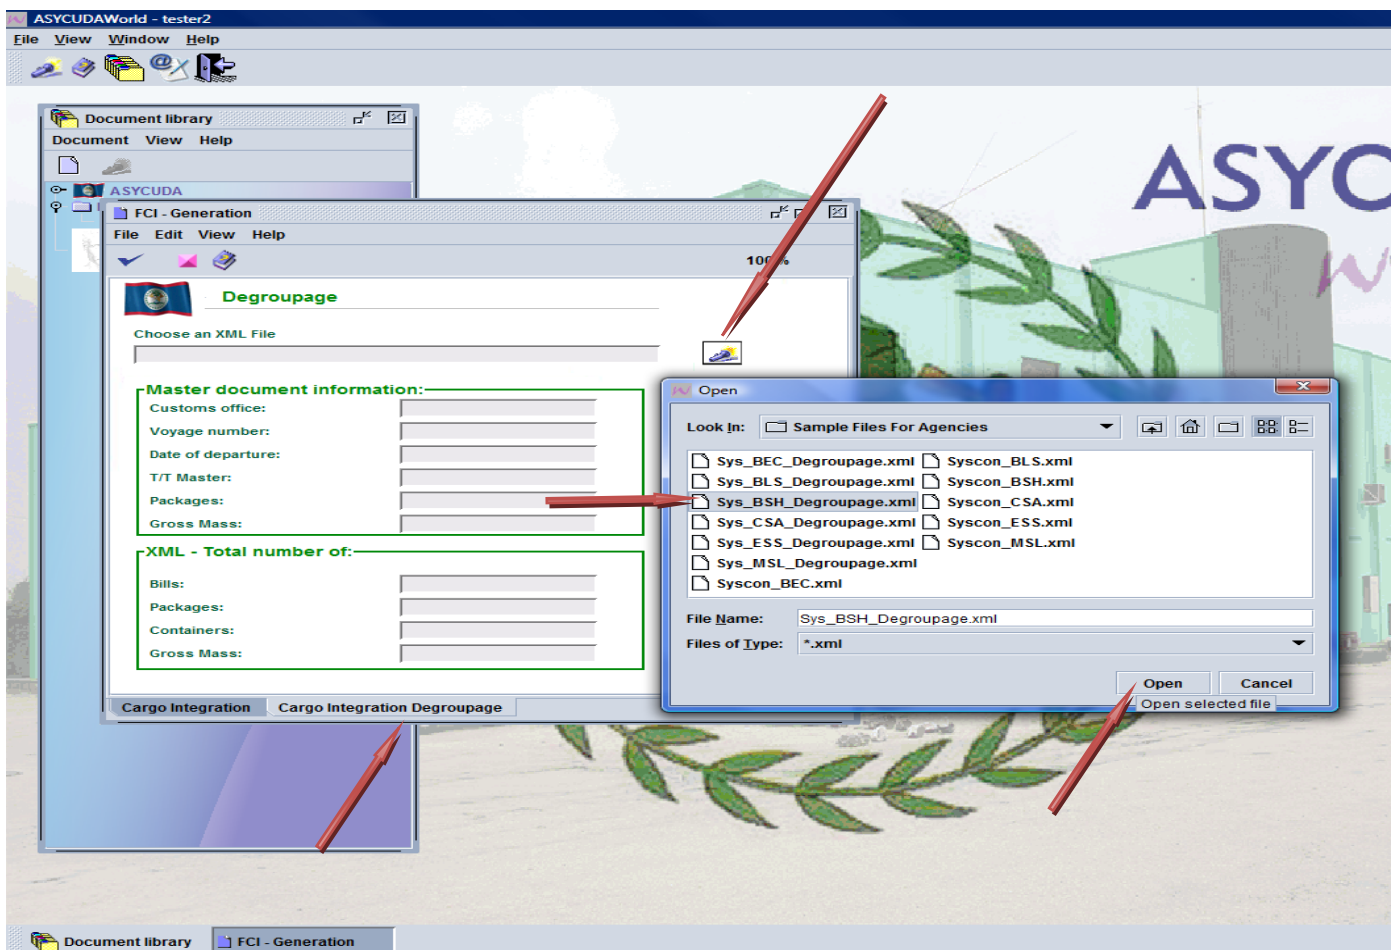 ASYCUDAWorld - tester2
File View Window Help
Document library
Document View Help
ASYCUDA
FCI - Generation
File Edit View Help
Degroupage
Choose an XML File
Master document information:
Customs office:
Voyage number:
Date of departure:
T/T Master:
Packages:
Gross Mass:
XML - Total number of:
Bills:
Packages:
Containers:
Gross Mass:
Cargo Integration Cargo Integration Degroupage
ASYC
Open
Look In: Sample Files For Agencies
Sys_BEC_Degroupage.xml Syscon_BLS.xml
Sys_BLS_Degroupage.xml Syscon_BSH.xml
Sys_BSH_Degroupage.xml Syscon_CSA.xml
Sys_CSA_Degroupage.xml Syscon_ESS.xml
Sys_ESS_Degroupage.xml Syscon_MSL.xml
Sys_MSL_Degroupage.xml
Syscon_BEC.xml
File Name: Sys_BSH_Degroupage.xml
Files of Type: *.xml
Open Cancel
Open selected file
Document library FCI - Generation